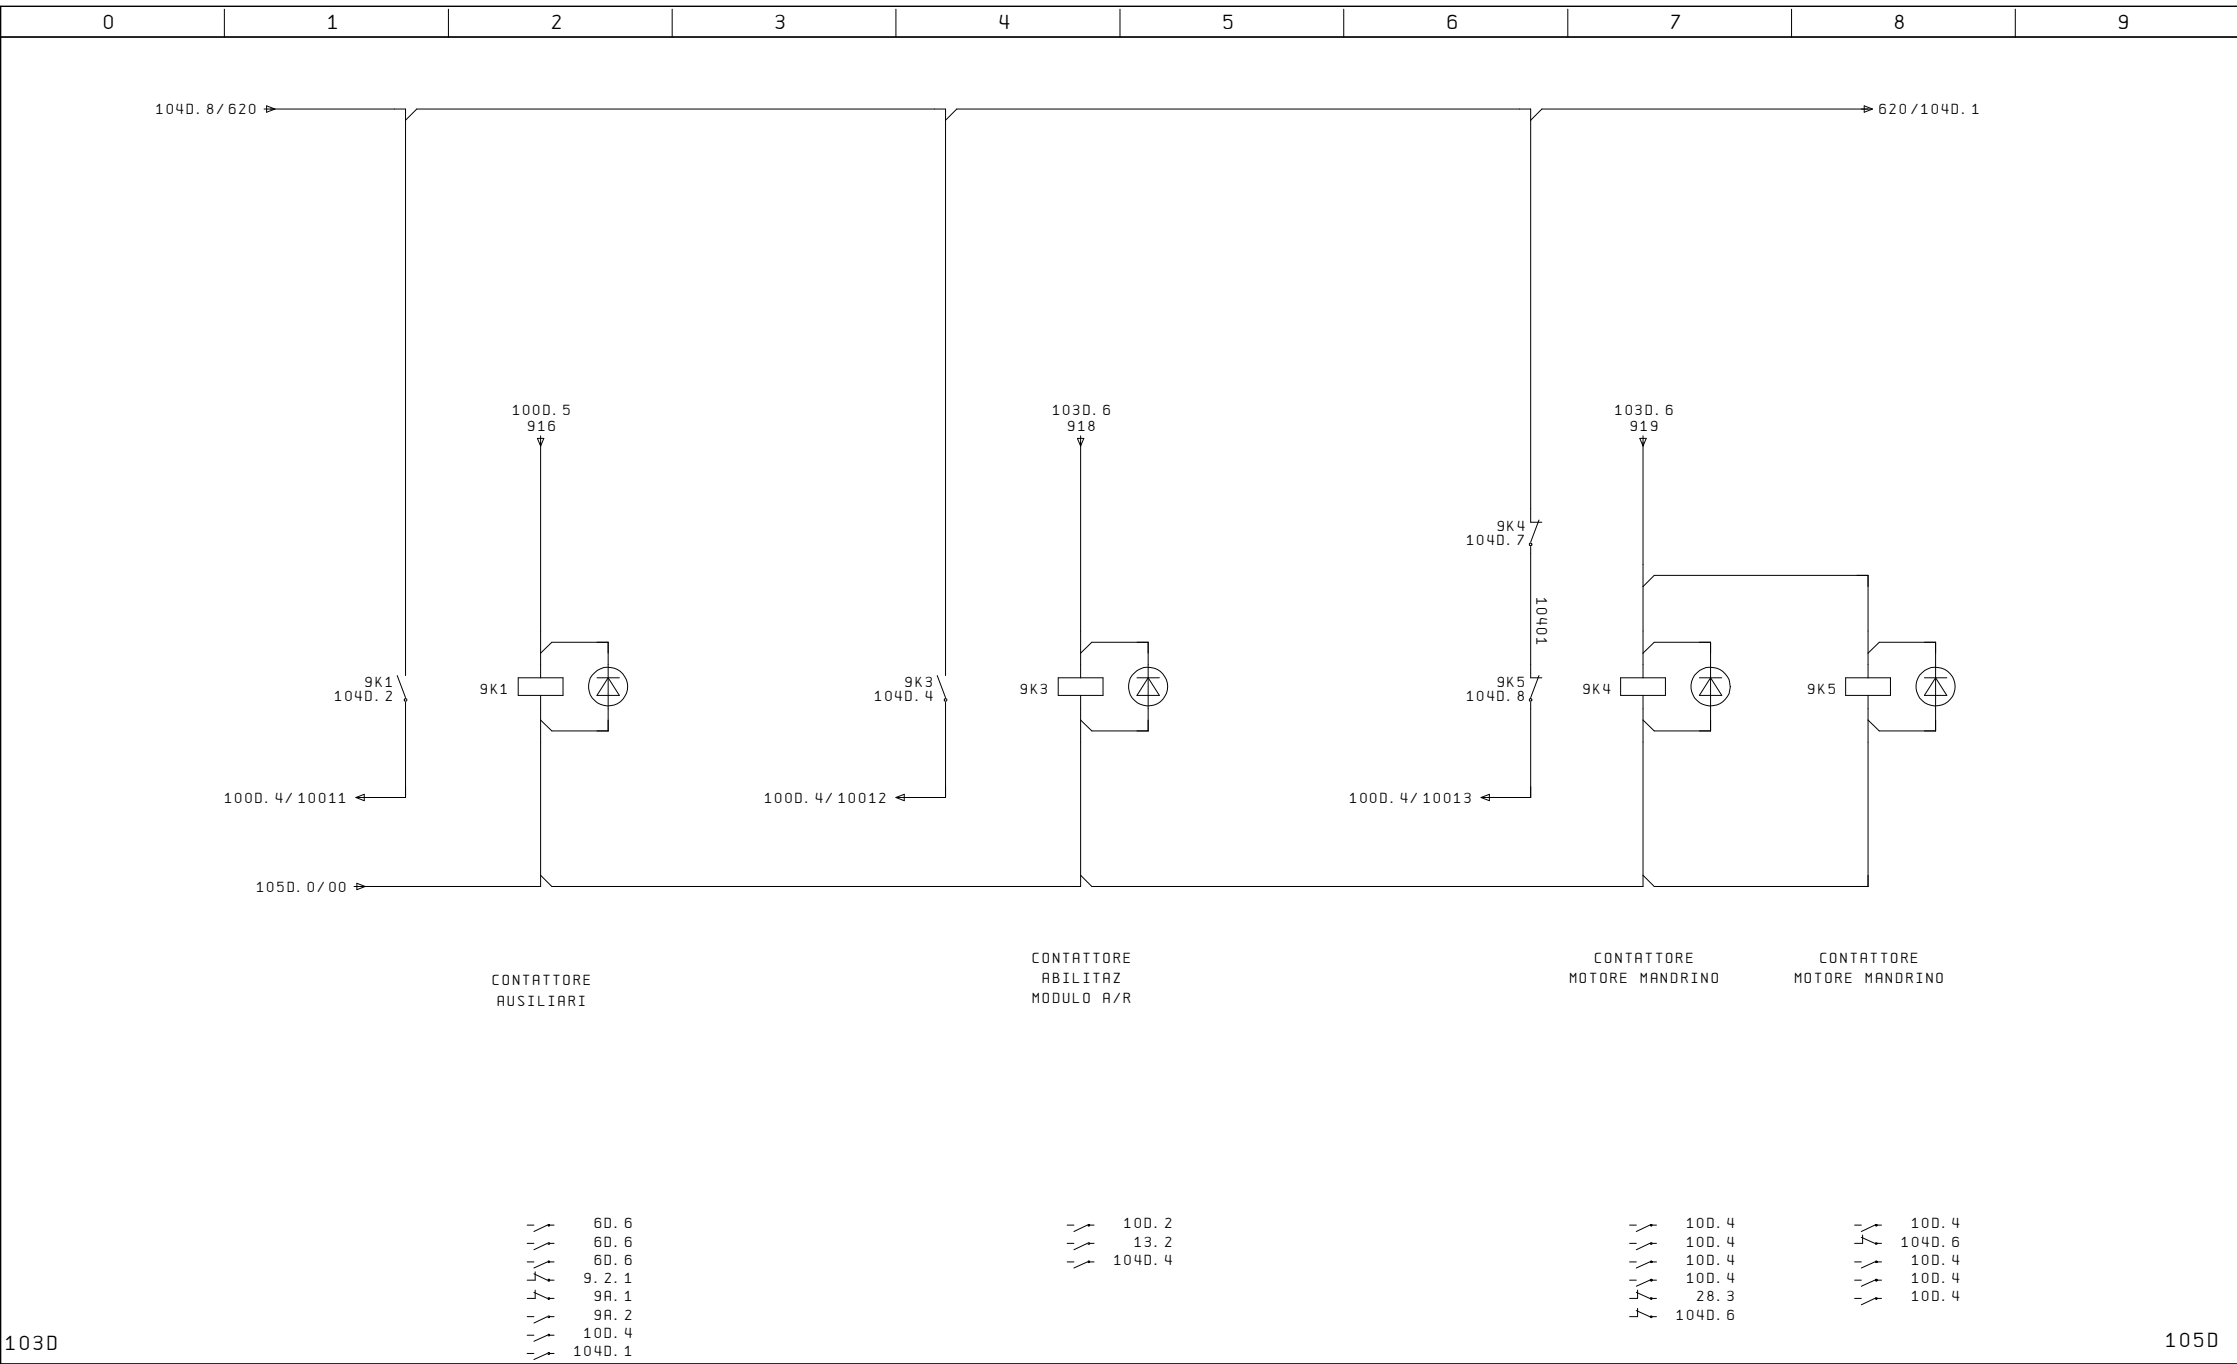 0 1 2 3 4 5 6 7 8 9
104D.8/620
620/104D.1
100D.5
916
103D.6
918
103D.6
919
9K4
104D.7
10401
9K1
104D.2
9K1
9K3
104D.4
9K3
9K5
104D.8
9K4
9K5
100D.4/10011
100D.4/10012
100D.4/10013
105D.0/00
CONTATTORE
AUSILIARI
CONTATTORE
ABILITAZ
MODULO A/R
CONTATTORE
MOTORE MANDRINO
CONTATTORE
MOTORE MANDRINO
6D.6
6D.6
6D.6
9.2.1
9A.1
9A.2
10D.4
104D.1
10D.2
13.2
104D.4
10D.4
10D.4
10D.4
10D.4
28.3
104D.6
10D.4
104D.6
10D.4
10D.4
10D.4
103D
105D